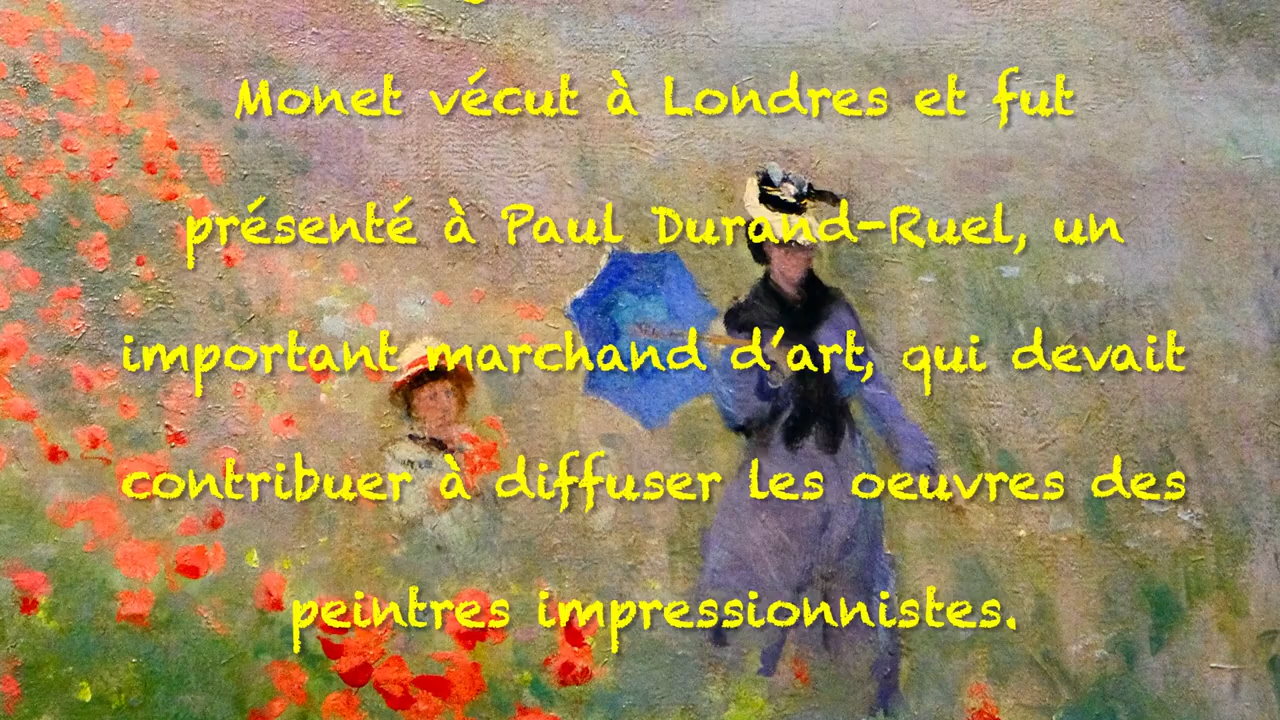 Monet vécut à Londres et fut
présenté à Paul Durand-Ruel, un
important marchand d’art, qui devait
contribuer à diffuser les oeuvres des
peintres impressionnistes.